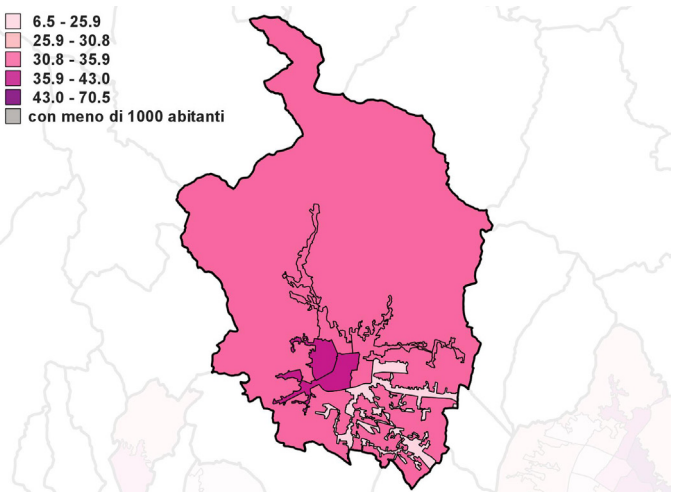 6.5 - 25.9
25.9 - 30.8
30.8 - 35.9
35.9 - 43.0
43.0 - 70.5
con meno di 1000 abitanti